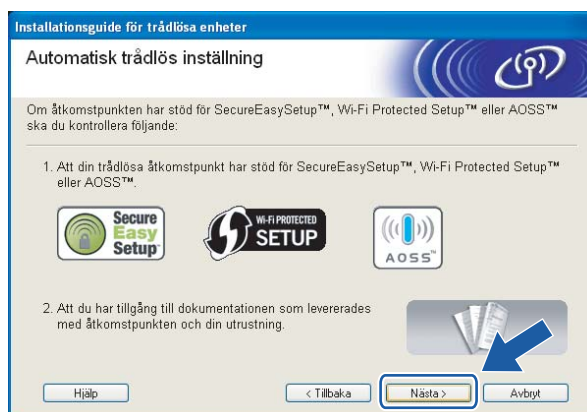 Installationsguide för trådlösa enheter
Automatisk trådlös inställning
Om åtkomstpunkten har stöd för SecureEasySetup™, Wi-Fi Protected Setup™ eller AOSS™
ska du kontrollera följande:
1. Att din trådlösa åtkomstpunkt har stöd för SecureEasySetup™, Wi-Fi Protected Setup™
eller AOSS™.
Secure
Easy
Setup™
WI-FI PROTECTED
SETUP
AOSS™
2. Att du har tillgång till dokumentationen som levererades
med åtkomstpunkten och din utrustning.
Hjälp
< Tillbaka
Nästa >
Avbryt